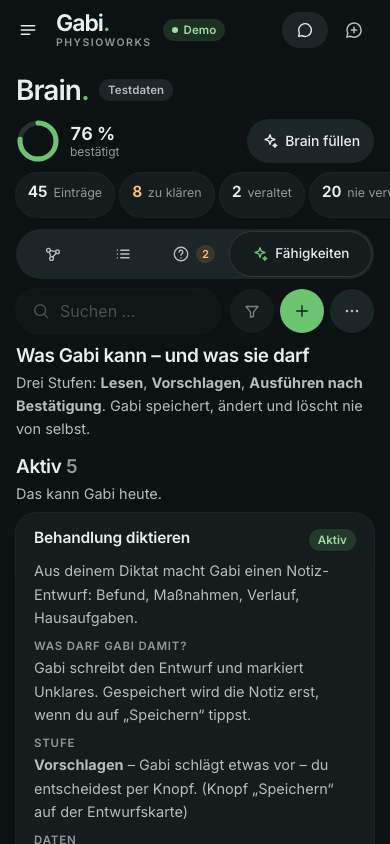 Gabi.
PHYSIOWORKS
Demo
Brain.
Testdaten
76 %
bestätigt
Brain füllen
45 Einträge
8 zu klären
2 veraltet
20 nie ver
2
Fähigkeiten
Suchen ...
Was Gabi kann – und was sie darf
Drei Stufen: Lesen, Vorschlagen, Ausführen nach
Bestätigung. Gabi speichert, ändert und löscht nie
von selbst.
Aktiv 5
Das kann Gabi heute.
Behandlung diktieren
Aktiv
Aus deinem Diktat macht Gabi einen Notiz-
Entwurf: Befund, Maßnahmen, Verlauf,
Hausaufgaben.
WAS DARF GABI DAMIT?
Gabi schreibt den Entwurf und markiert
Unklares. Gespeichert wird die Notiz erst,
wenn du auf „Speichern“ tippst.
STUFE
Vorschlagen – Gabi schlägt etwas vor – du
entscheidest per Knopf. (Knopf „Speichern“
auf der Entwurfskarte)
DATEN